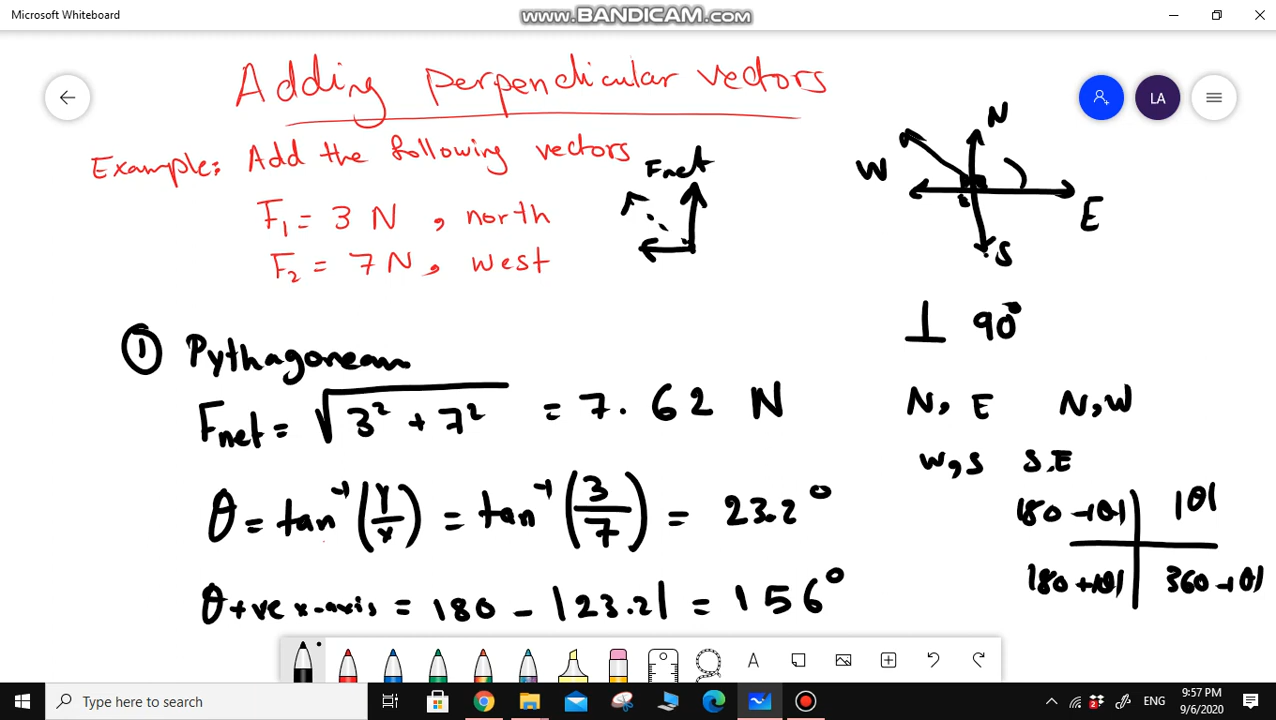 Microsoft Whiteboard
www.BANDICAM.com
Adding perpendicular vectors
Example: Add the following vectors
F₁ = 3 N , north
F₂ = 7 N , west
Fnet
N
W
E
S
LA
⊥ 90°
N, E N, W
W, S S.E
① Pythagorean
Fnet = √(3² + 7²) = 7.62 N
θ = tan⁻¹(y/x) = tan⁻¹(3/7) = 23.2°
θ+ve x-axis = 180 - |23.2| = 156°
180 - |θ| |θ|
180 + |θ| 360 - |θ|
A
Type here to search
ENG
9:57 PM
9/6/2020
2